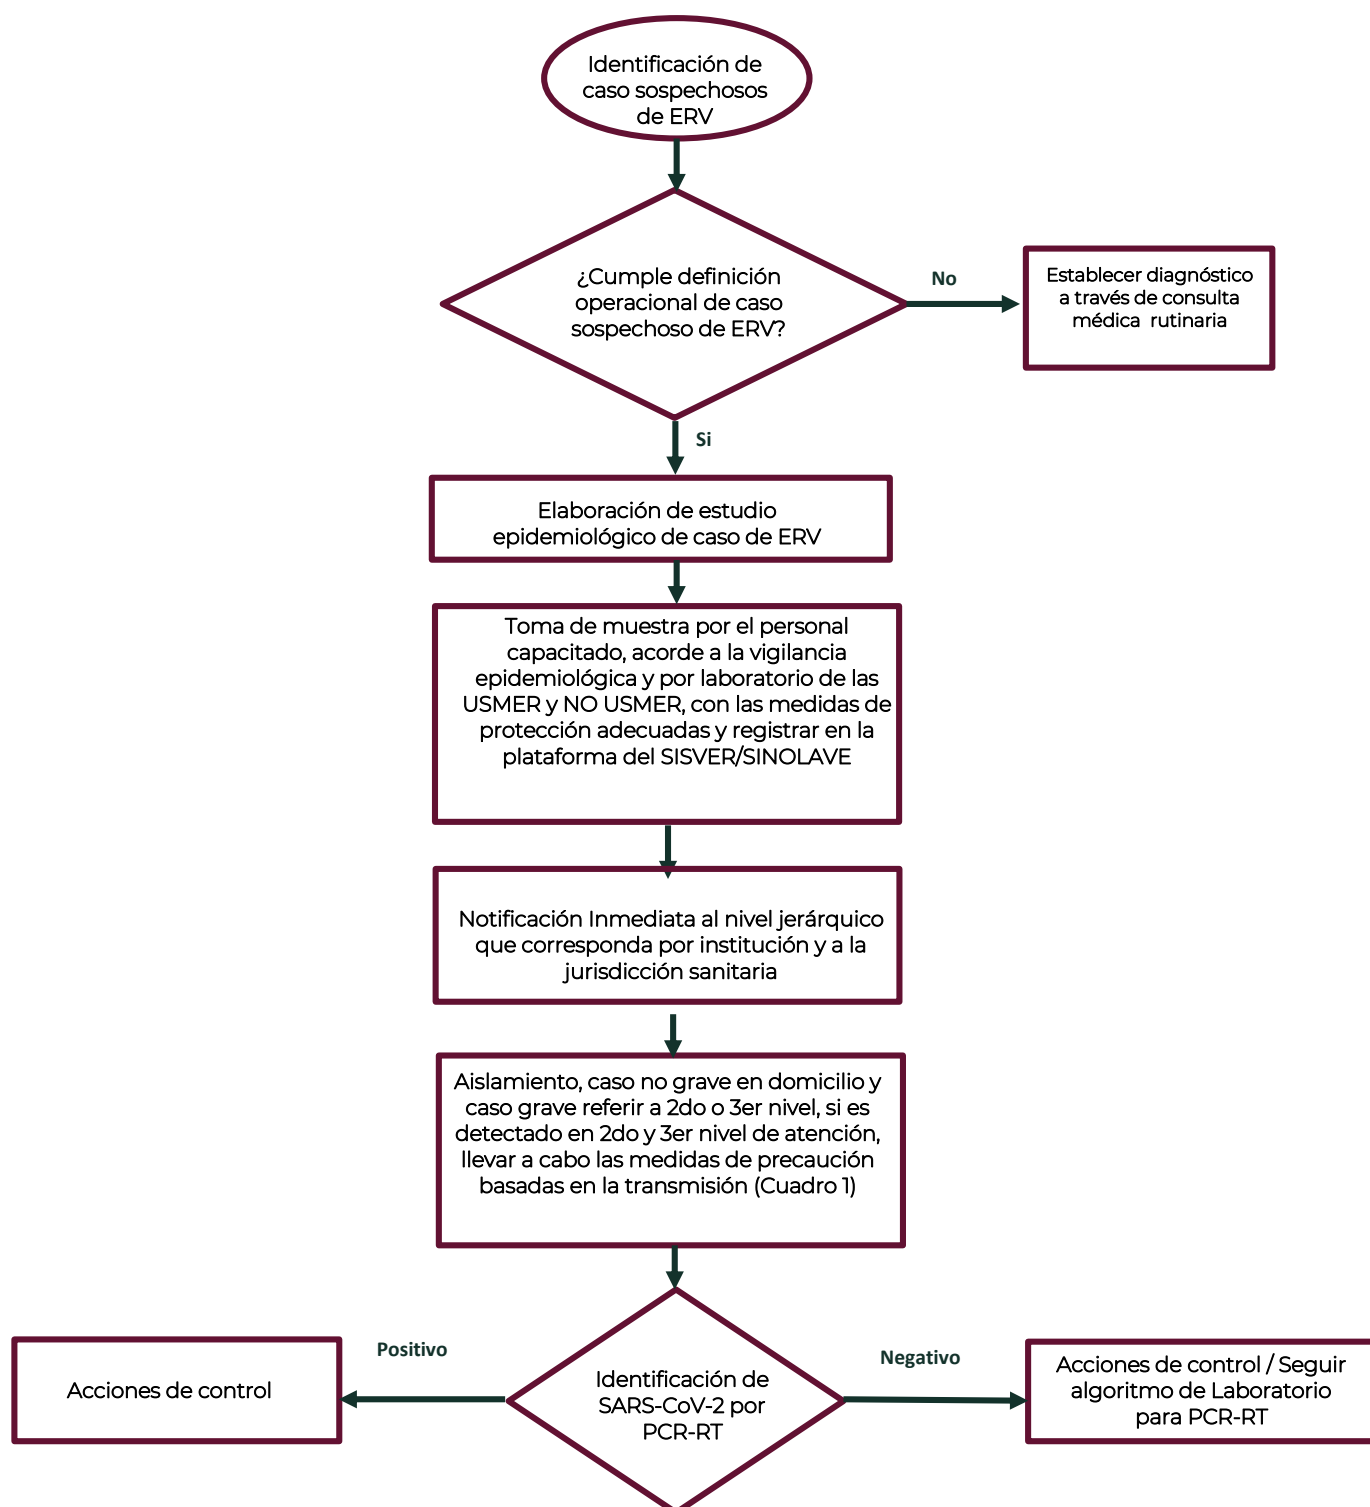 Identificación de
caso sospechosos
de ERV
¿Cumple definición
operacional de caso
sospechoso de ERV?
No
Establecer diagnóstico
a través de consulta
médica rutinaria
Si
Elaboración de estudio
epidemiológico de caso de ERV
Toma de muestra por el personal
capacitado, acorde a la vigilancia
epidemiológica y por laboratorio de las
USMER y NO USMER, con las medidas de
protección adecuadas y registrar en la
plataforma del SISVER/SINOLAVE
Notificación Inmediata al nivel jerárquico
que corresponda por institución y a la
jurisdicción sanitaria
Aislamiento, caso no grave en domicilio y
caso grave referir a 2do o 3er nivel, si es
detectado en 2do y 3er nivel de atención,
llevar a cabo las medidas de precaución
basadas en la transmisión (Cuadro 1)
Positivo
Acciones de control
Identificación de
SARS-CoV-2 por
PCR-RT
Negativo
Acciones de control / Seguir
algoritmo de Laboratorio
para PCR-RT